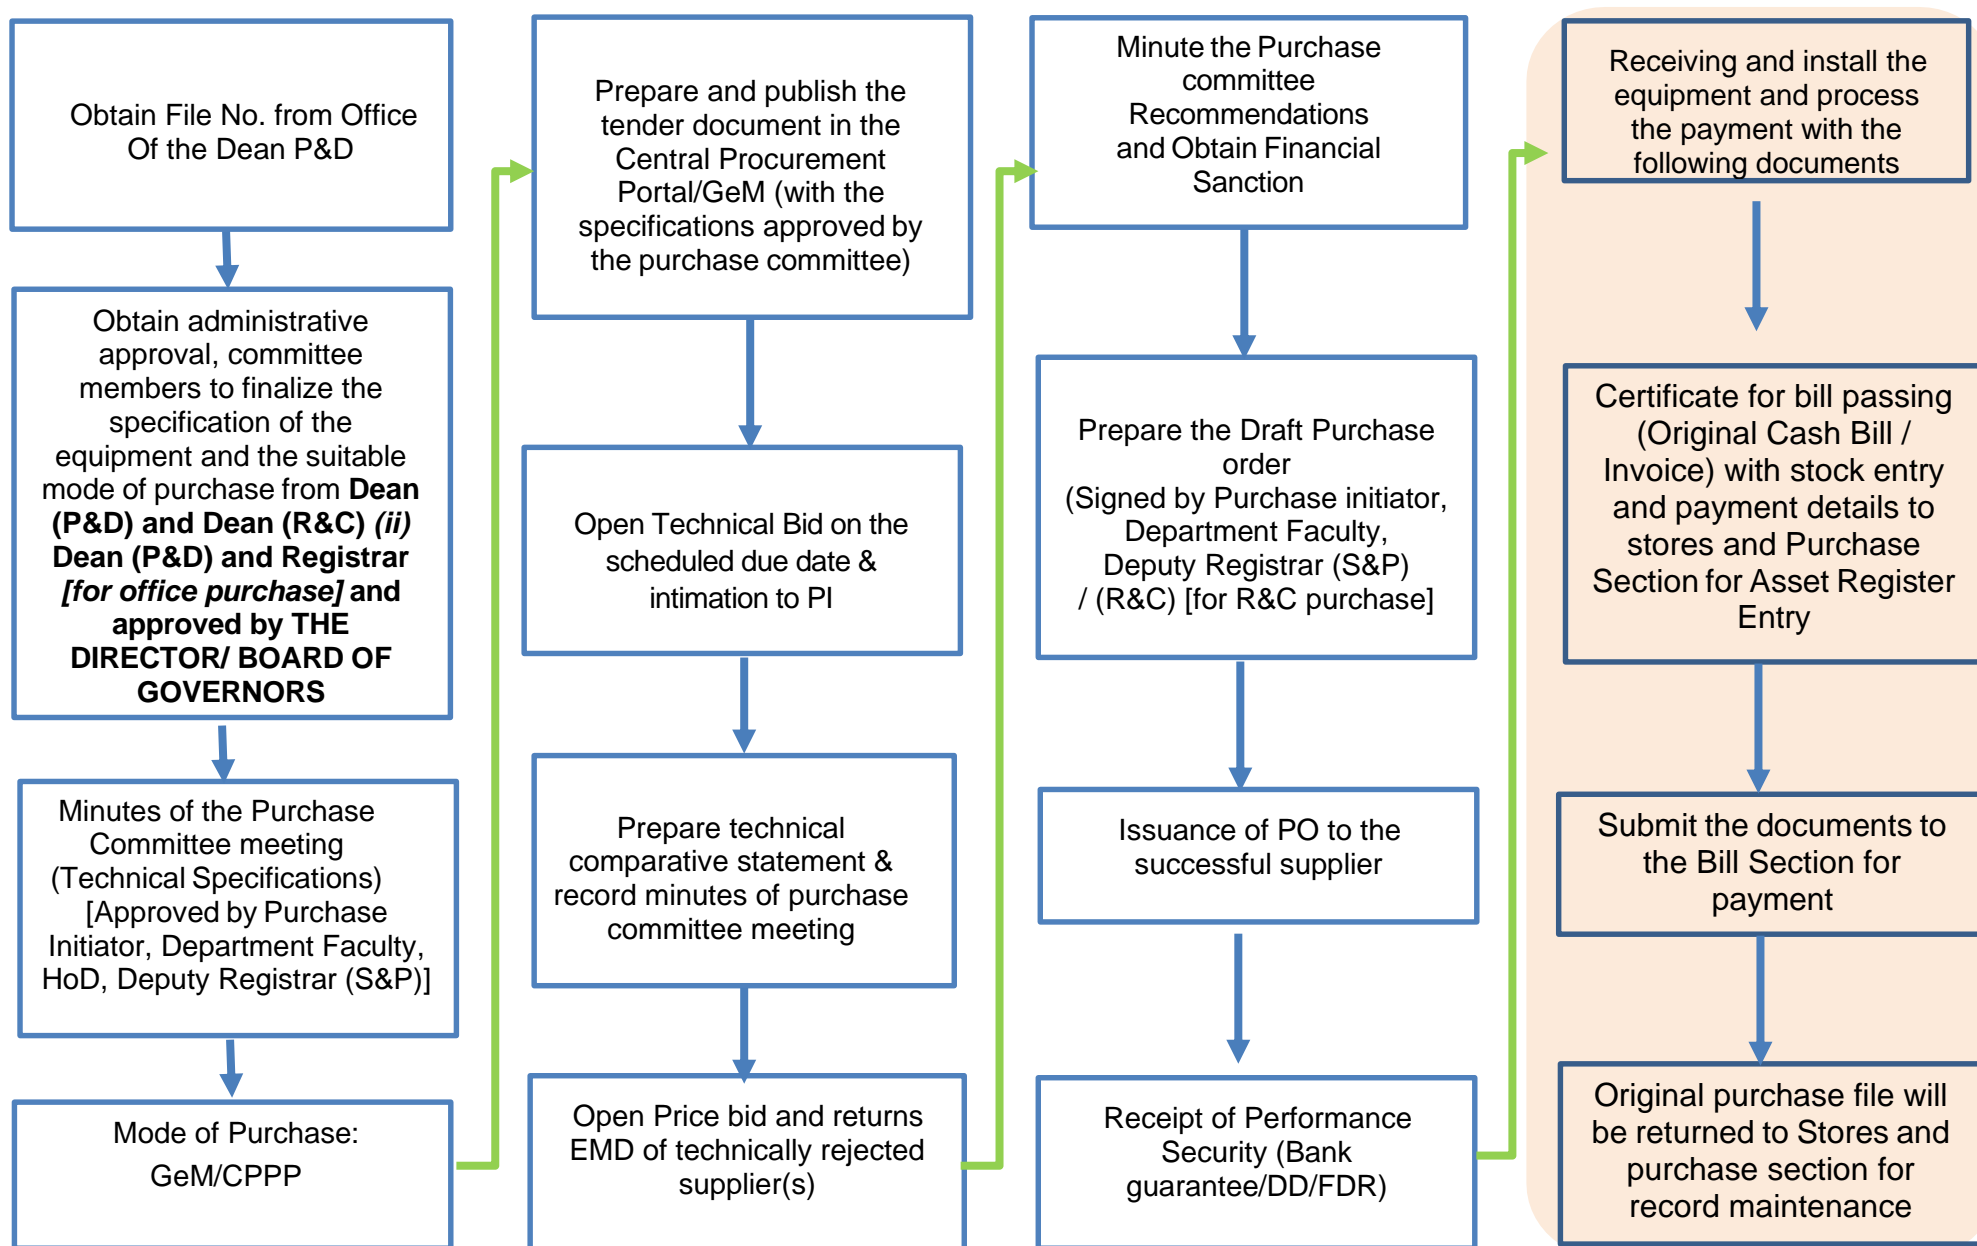 Obtain File No. from Office
Of the Dean P&D
Obtain administrative
approval, committee
members to finalize the
specification of the
equipment and the suitable
mode of purchase from Dean
(P&D) and Dean (R&C) (ii)
Dean (P&D) and Registrar
[for office purchase] and
approved by THE
DIRECTOR/ BOARD OF
GOVERNORS
Minutes of the Purchase
Committee meeting
(Technical Specifications)
[Approved by Purchase
Initiator, Department Faculty,
HoD, Deputy Registrar (S&P)]
Mode of Purchase:
GeM/CPPP
Prepare and publish the
tender document in the
Central Procurement
Portal/GeM (with the
specifications approved by
the purchase committee)
Open Technical Bid on the
scheduled due date &
intimation to PI
Prepare technical
comparative statement &
record minutes of purchase
committee meeting
Open Price bid and returns
EMD of technically rejected
supplier(s)
Minute the Purchase
committee
Recommendations
and Obtain Financial
Sanction
Prepare the Draft Purchase
order
(Signed by Purchase initiator,
Department Faculty,
Deputy Registrar (S&P)
/ (R&C) [for R&C purchase]
Issuance of PO to the
successful supplier
Receipt of Performance
Security (Bank
guarantee/DD/FDR)
Receiving and install the
equipment and process
the payment with the
following documents
Certificate for bill passing
(Original Cash Bill /
Invoice) with stock entry
and payment details to
stores and Purchase
Section for Asset Register
Entry
Submit the documents to
the Bill Section for
payment
Original purchase file will
be returned to Stores and
purchase section for
record maintenance